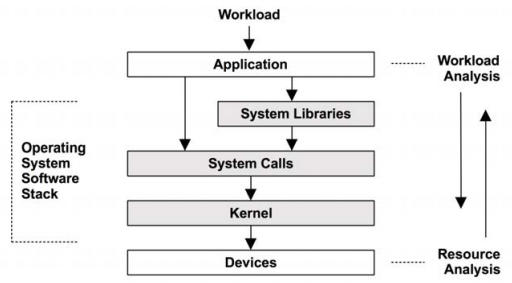 Workload
Application
Workload
Analysis
System Libraries
Operating
System
Software
Stack
System Calls
Kernel
Devices
Resource
Analysis